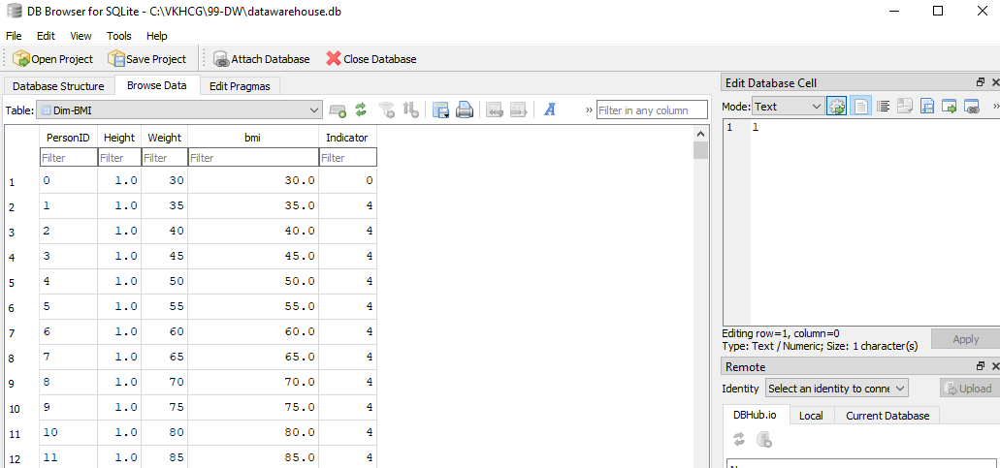 DB Browser for SQLite - C:\VKHCG\99-DW\datawarehouse.db
File Edit View Tools Help
Open Project Save Project Attach Database Close Database
Database Structure Browse Data Edit Pragmas
Table: Dim-BMI » Filter in any column
PersonID Height Weight bmi Indicator
Filter Filter Filter Filter Filter
1 0 1.0 30 30.0 0
2 1 1.0 35 35.0 4
3 2 1.0 40 40.0 4
4 3 1.0 45 45.0 4
5 4 1.0 50 50.0 4
6 5 1.0 55 55.0 4
7 6 1.0 60 60.0 4
8 7 1.0 65 65.0 4
9 8 1.0 70 70.0 4
10 9 1.0 75 75.0 4
11 10 1.0 80 80.0 4
12 11 1.0 85 85.0 4
Edit Database Cell
Mode: Text »
1 1
Editing row=1, column=0
Type: Text / Numeric; Size: 1 character(s)
Apply
Remote
Identity Select an identity to conne Upload
DBHub.io Local Current Database